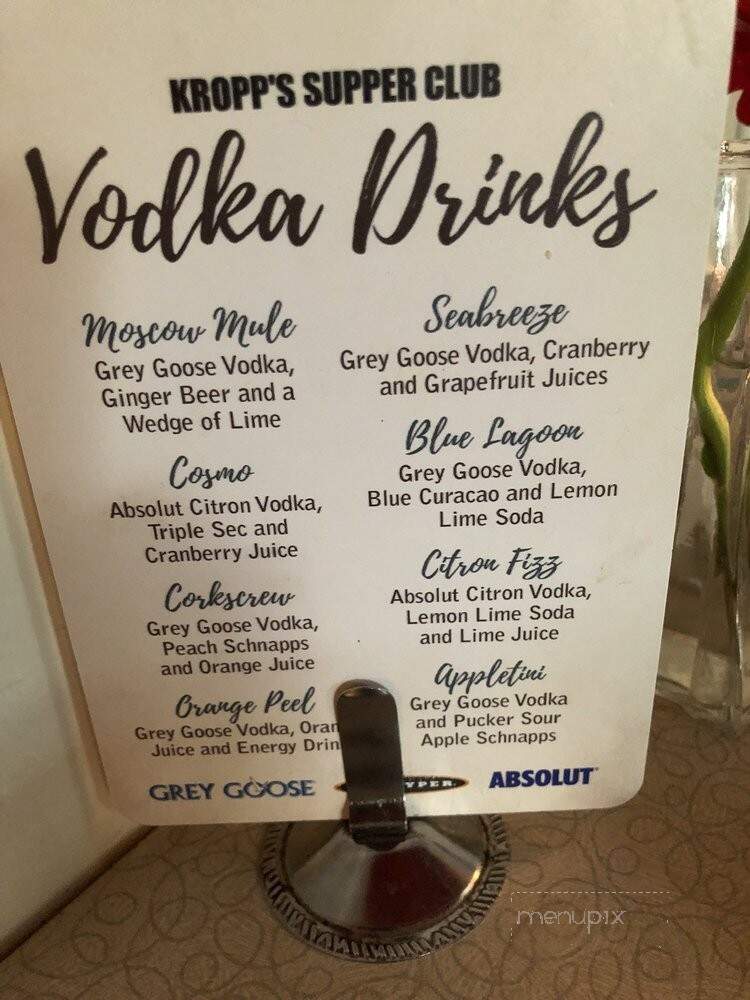 KROPP'S SUPPER CLUB
Vodka Drinks
Moscow Mule
Grey Goose Vodka,
Ginger Beer and a
Wedge of Lime
Cosmo
Absolut Citron Vodka,
Triple Sec and
Cranberry Juice
Corkscrew
Grey Goose Vodka,
Peach Schnapps
and Orange Juice
Orange Peel
Grey Goose Vodka, Oran
Juice and Energy Drin
Seabreeze
Grey Goose Vodka, Cranberry
and Grapefruit Juices
Blue Lagoon
Grey Goose Vodka,
Blue Curacao and Lemon
Lime Soda
Citron Fizz
Absolut Citron Vodka,
Lemon Lime Soda
and Lime Juice
Appletini
Grey Goose Vodka
and Pucker Sour
Apple Schnapps
GREY GOOSE
ABSOLUT
menupix